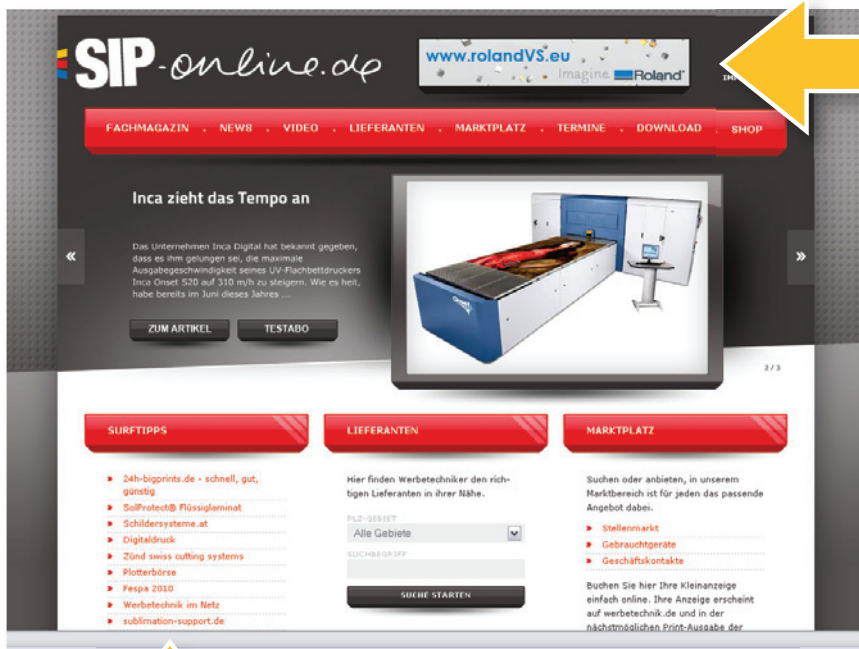 SIP-online.de
www.rolandVS.eu
Imagine. Roland
FACHMAGAZIN . NEWS . VIDEO . LIEFERANTEN . MARKTPLATZ . TERMINE . DOWNLOAD . SHOP
Inca zieht das Tempo an
Das Unternehmen Inca Digital hat bekannt gegeben,
dass es ihm gelungen sei, die maximale
Ausgabegeschwindigkeit seines UV-Flachbettdruckers
Inca Onset S20 auf 310 m/h zu steigern. Wie es heit,
habe bereits im Juni dieses Jahres ...
« »
ZUM ARTIKEL TESTABO
Onset
2/3
SURFTIPPS
» 24h-bigprints.de - schnell, gut,
günstig
» SolProtect® Flüssiglaminat
» Schildersysteme.at
» Digitaldruck
» Zünd swiss cutting systems
» Plotterbörse
» Fespa 2010
» Werbetechnik im Netz
» sublimation-support.de
LIEFERANTEN
Hier finden Werbetechniker den rich-
tigen Lieferanten in ihrer Nähe.
PLZ-GEBIET
Alle Gebiete
SUCHBEGRIFF
SUCHE STARTEN
MARKTPLATZ
Suchen oder anbieten, in unserem
Marktbereich ist für jeden das passende
Angebot dabei.
» Stellenmarkt
» Gebrauchtgeräte
» Geschäftskontakte
Buchen Sie hier Ihre Kleinanzeige
einfach online. Ihre Anzeige erscheint
auf werbetechnik.de und in der
nächstmöglichen Print-Ausgabe der